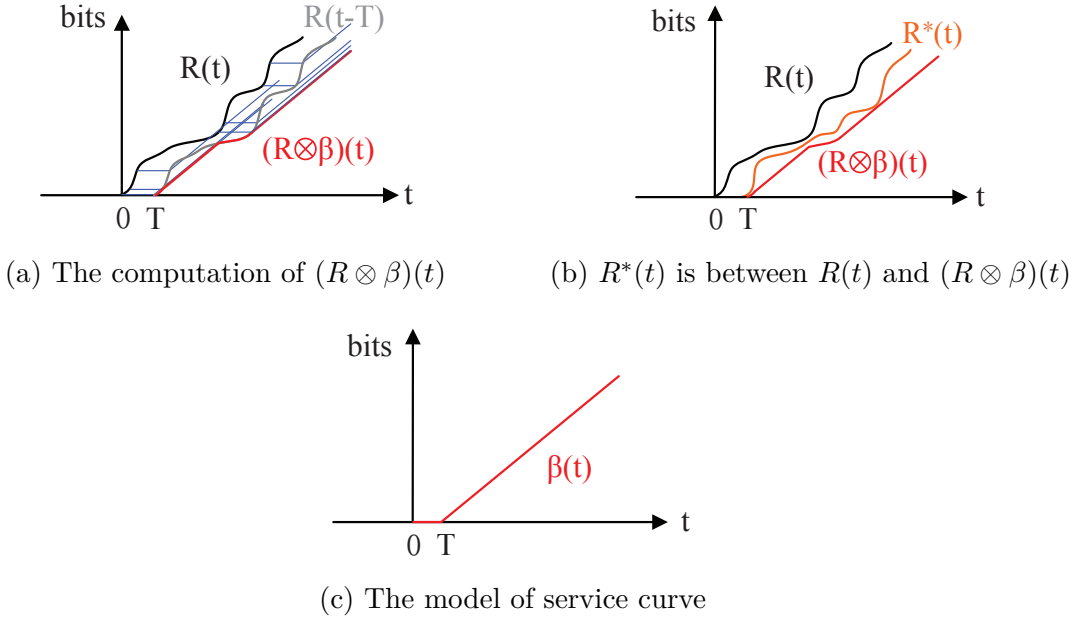 bits
R(t-T)
R(t)
(R⊗β)(t)
t
0 T
(a) The computation of (R ⊗ β)(t)
bits
R*(t)
R(t)
(R⊗β)(t)
t
0 T
(b) R*(t) is between R(t) and (R ⊗ β)(t)
bits
β(t)
t
0 T
(c) The model of service curve